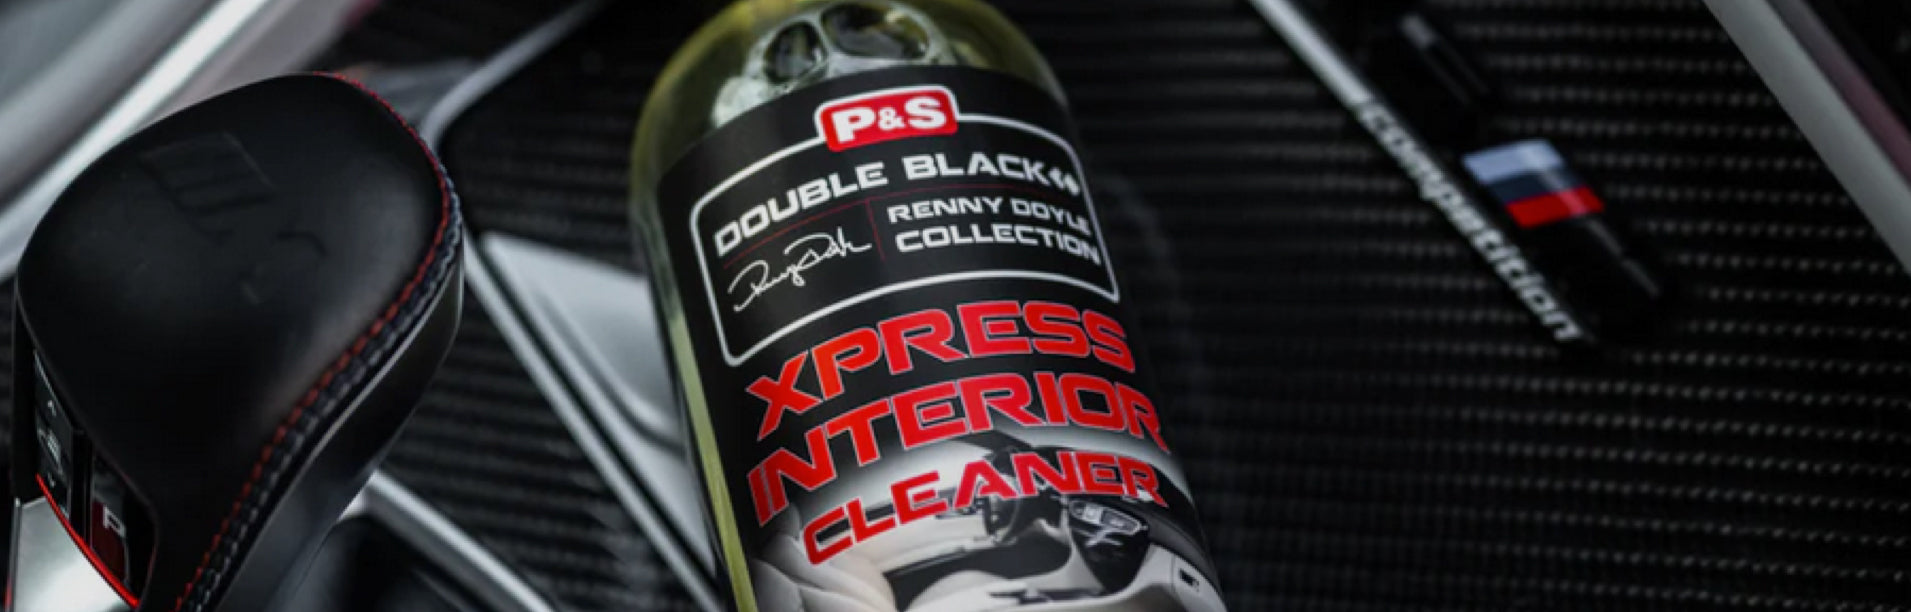 P&S
DOUBLE BLACK
RENNY DOYLE
COLLECTION
XPRESS
INTERIOR
CLEANER
competition
P